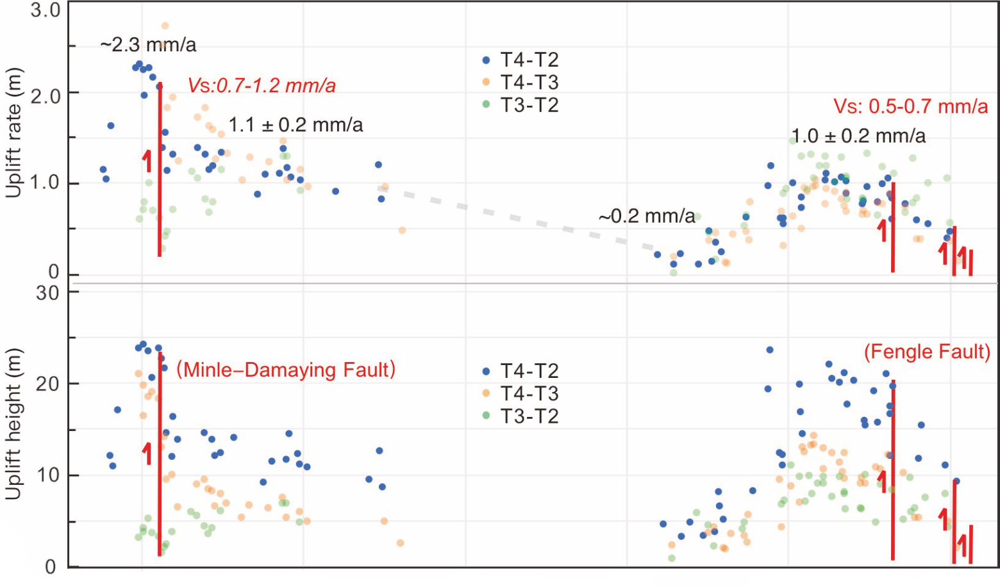 3.0
~2.3 mm/a
T4-T2
Vs:0.7-1.2 mm/a
T4-T3
2.0
T3-T2
Vs: 0.5-0.7 mm/a
1.1 ± 0.2 mm/a
1.0 ± 0.2 mm/a
Uplift rate (m)
1.0
~0.2 mm/a
0
30
(Fengle Fault)
(Minle–Damaying Fault)
T4-T2
20
T4-T3
T3-T2
Uplift height (m)
10
0